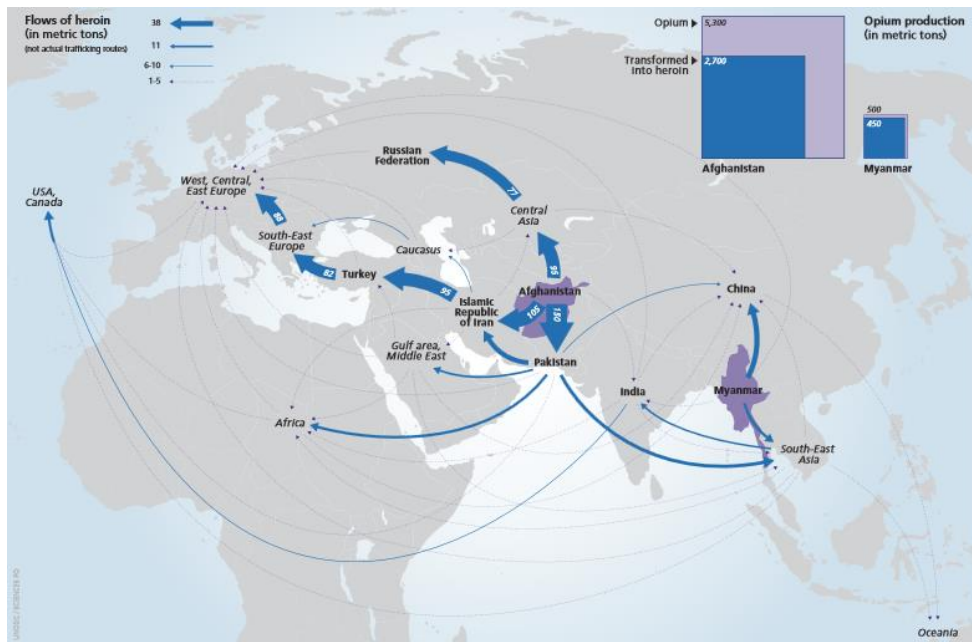 Flows of heroin
(in metric tons)
(not actual trafficking routes)
38
11
6-10
1-5
Opium
5,300
Transformed
into heroin
2,700
Afghanistan
Opium production
(in metric tons)
500
450
Myanmar
Russian
Federation
77
West, Central,
East Europe
USA,
Canada
88
South-East
Europe
Central
Asia
Caucasus
82
Turkey
95
95
Afghanistan
China
Islamic
Republic
of Iran
105
150
Gulf area,
Middle East
Pakistan
India
Myanmar
Africa
South-East
Asia
Oceania